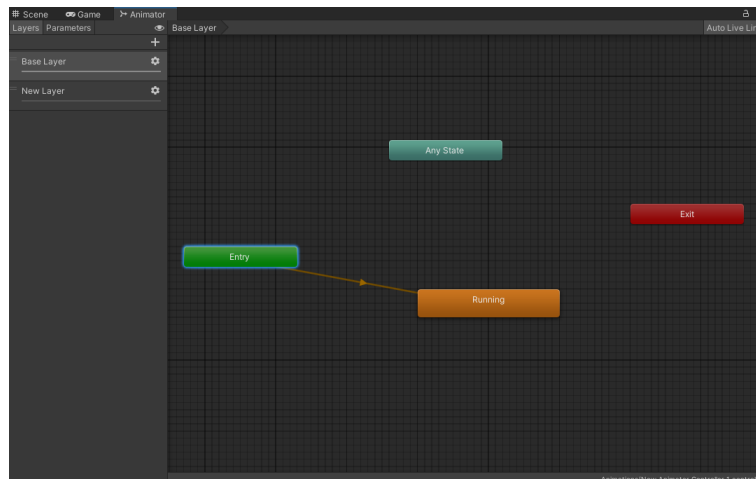 Scene Game Animator
Layers Parameters Base Layer Auto Live Lin
Base Layer
New Layer
Any State
Exit
Entry
Running